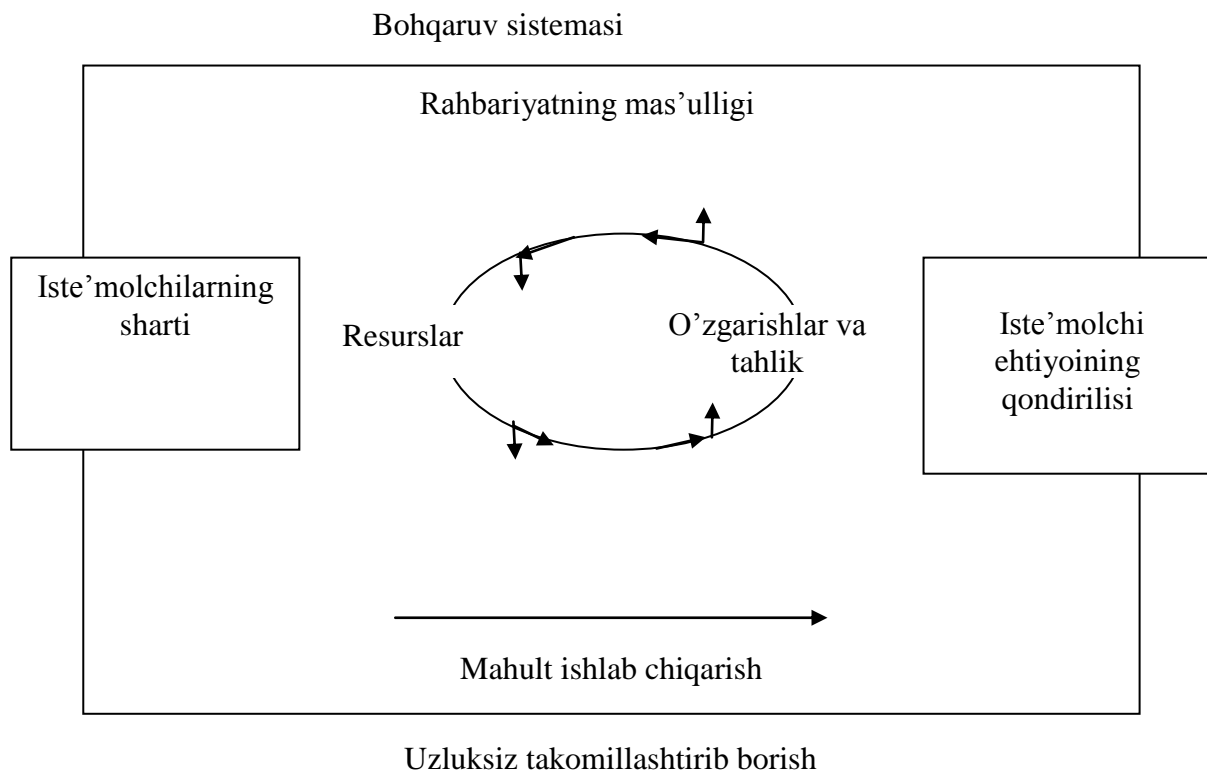 Bohqaruv sistemasi
Rahbariyatning mas’ulligi
Iste’molchilarning
sharti
Resurslar
O’zgarishlar va
tahlik
Iste’molchi
ehtiyoining
qondirilisi
Mahult ishlab chiqarish
Uzluksiz takomillashtirib borish